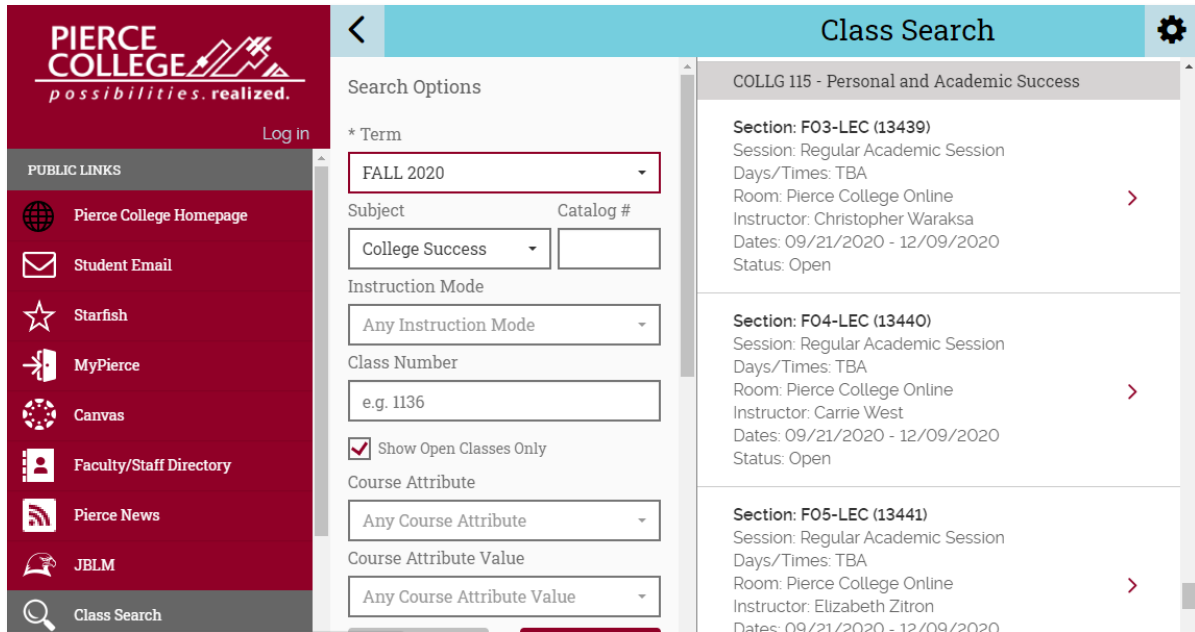 PIERCE
COLLEGE
possibilities. realized.
Log in
PUBLIC LINKS
Pierce College Homepage
Student Email
Starfish
MyPierce
Canvas
Faculty/Staff Directory
Pierce News
JBLM
Class Search
Class Search
Search Options
* Term
FALL 2020
Subject Catalog #
College Success
Instruction Mode
Any Instruction Mode
Class Number
e.g. 1136
Show Open Classes Only
Course Attribute
Any Course Attribute
Course Attribute Value
Any Course Attribute Value
COLLG 115 - Personal and Academic Success
Section: F03-LEC (13439)
Session: Regular Academic Session
Days/Times: TBA
Room: Pierce College Online
Instructor: Christopher Waraksa
Dates: 09/21/2020 - 12/09/2020
Status: Open
Section: F04-LEC (13440)
Session: Regular Academic Session
Days/Times: TBA
Room: Pierce College Online
Instructor: Carrie West
Dates: 09/21/2020 - 12/09/2020
Status: Open
Section: F05-LEC (13441)
Session: Regular Academic Session
Days/Times: TBA
Room: Pierce College Online
Instructor: Elizabeth Zitron
Dates: 09/21/2020 - 12/09/2020